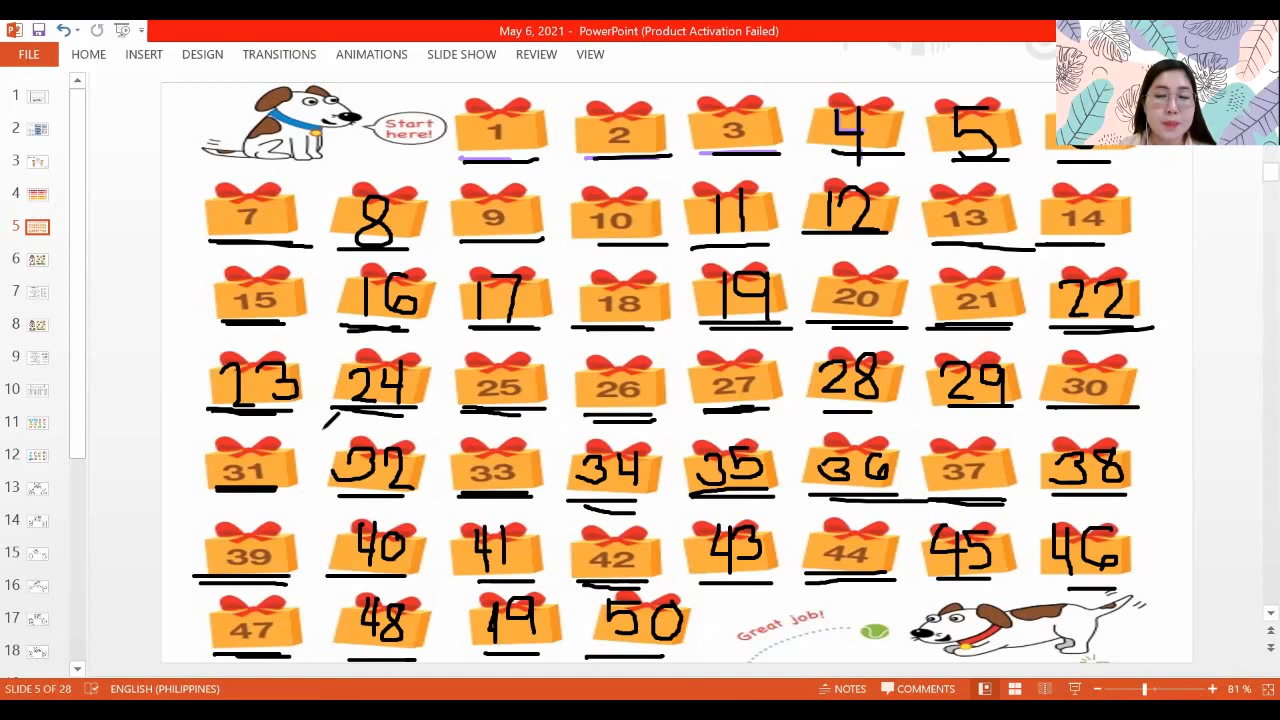 May 6, 2021 - PowerPoint (Product Activation Failed)
FILE HOME INSERT DESIGN TRANSITIONS ANIMATIONS SLIDE SHOW REVIEW VIEW
Start here!
1 2 3 4 5
7 8 9 10 11 12 13 14
15 16 17 18 19 20 21 22
23 24 25 26 27 28 29 30
31 32 33 34 35 36 37 38
39 40 41 42 43 44 45 46
47 48 49 50
Great job!
1
2
3
4
5
6
7
8
9
10
11
12
13
14
15
16
17
18
SLIDE 5 OF 28 ENGLISH (PHILIPPINES) NOTES COMMENTS 81 %